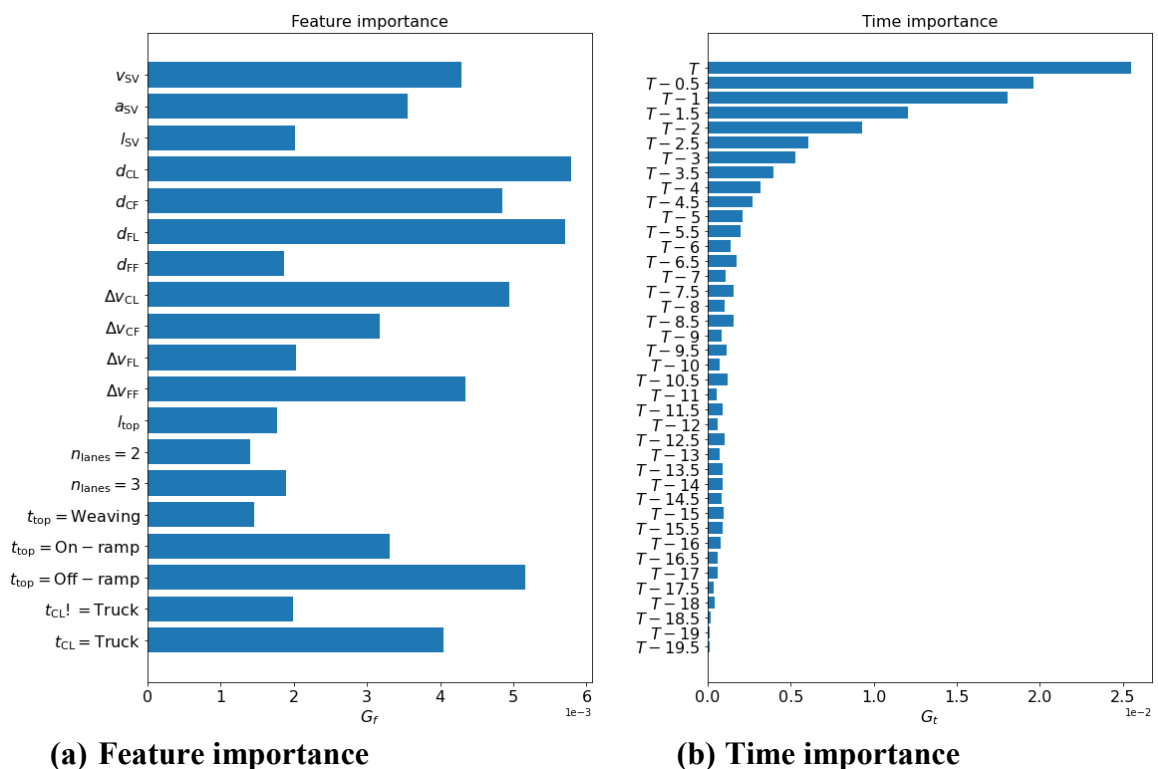 Feature importance
v_SV
a_SV
l_SV
d_CL
d_CF
d_FL
d_FF
Δv_CL
Δv_CF
Δv_FL
Δv_FF
l_top
n_lanes = 2
n_lanes = 3
t_top = Weaving
t_top = On − ramp
t_top = Off − ramp
t_CL! = Truck
t_CL = Truck
0 1 2 3 4 5 6
1e−3
G_f
(a) Feature importance
Time importance
T
T − 0.5
T − 1
T − 1.5
T − 2
T − 2.5
T − 3
T − 3.5
T − 4
T − 4.5
T − 5
T − 5.5
T − 6
T − 6.5
T − 7
T − 7.5
T − 8
T − 8.5
T − 9
T − 9.5
T − 10
T − 10.5
T − 11
T − 11.5
T − 12
T − 12.5
T − 13
T − 13.5
T − 14
T − 14.5
T − 15
T − 15.5
T − 16
T − 16.5
T − 17
T − 17.5
T − 18
T − 18.5
T − 19
T − 19.5
0.0 0.5 1.0 1.5 2.0 2.5
1e−2
G_t
(b) Time importance